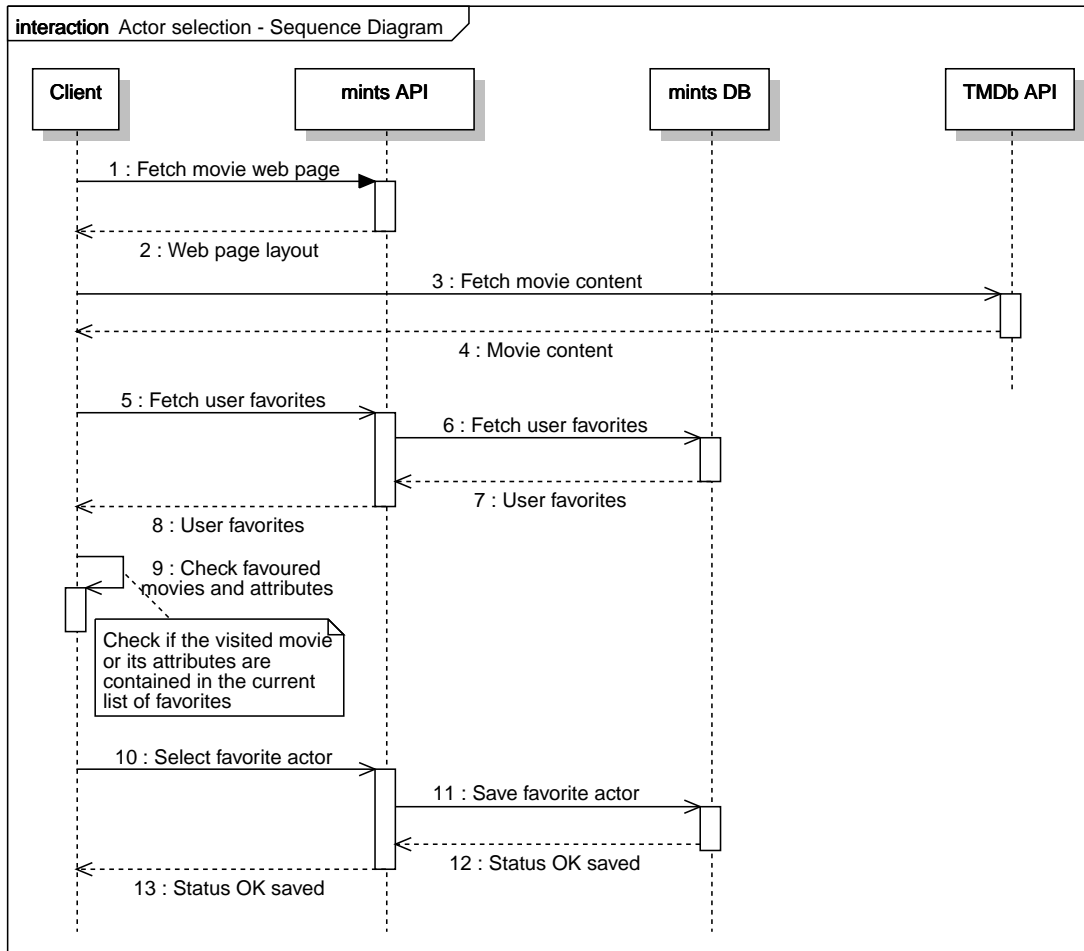 interaction Actor selection - Sequence Diagram
Client
mints API
mints DB
TMDb API
1 : Fetch movie web page
2 : Web page layout
3 : Fetch movie content
4 : Movie content
5 : Fetch user favorites
6 : Fetch user favorites
7 : User favorites
8 : User favorites
9 : Check favoured
movies and attributes
Check if the visited movie
or its attributes are
contained in the current
list of favorites
10 : Select favorite actor
11 : Save favorite actor
12 : Status OK saved
13 : Status OK saved